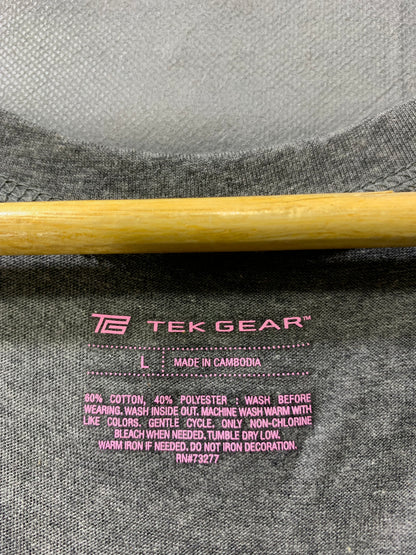 TEK GEAR™
L MADE IN CAMBODIA
60% COTTON, 40% POLYESTER : WASH BEFORE
WEARING. WASH INSIDE OUT. MACHINE WASH WARM WITH
LIKE COLORS. GENTLE CYCLE. ONLY NON-CHLORINE
BLEACH WHEN NEEDED. TUMBLE DRY LOW.
WARM IRON IF NEEDED. DO NOT IRON DECORATION.
RN#73277